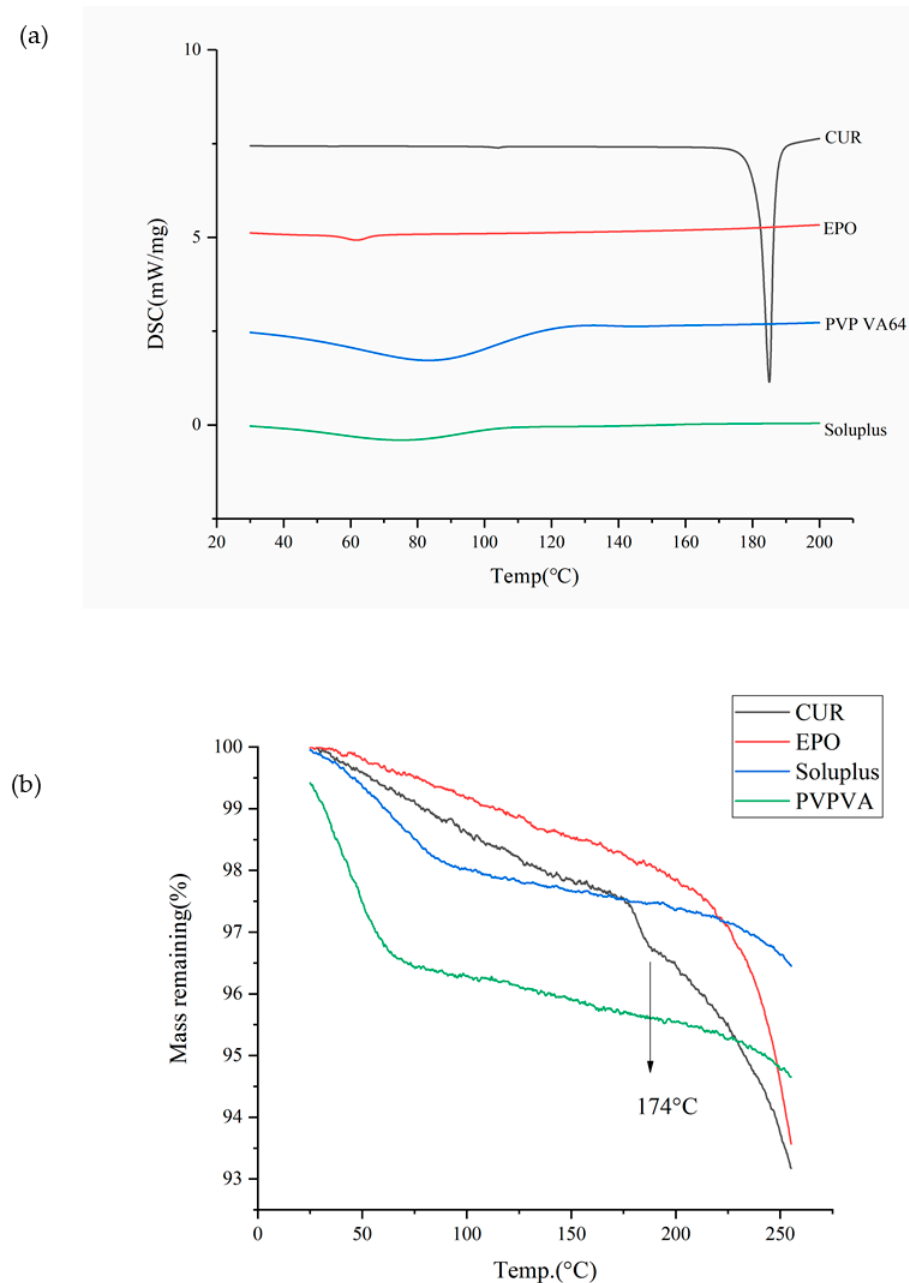 (a)
10
5
0
DSC(mW/mg)
CUR
EPO
PVP VA64
Soluplus
20 40 60 80 100 120 140 160 180 200
Temp(℃)
(b)
CUR
EPO
Soluplus
PVPVA
100
99
98
97
96
95
94
93
Mass remaining(%)
174°C
0 50 100 150 200 250
Temp.(°C)